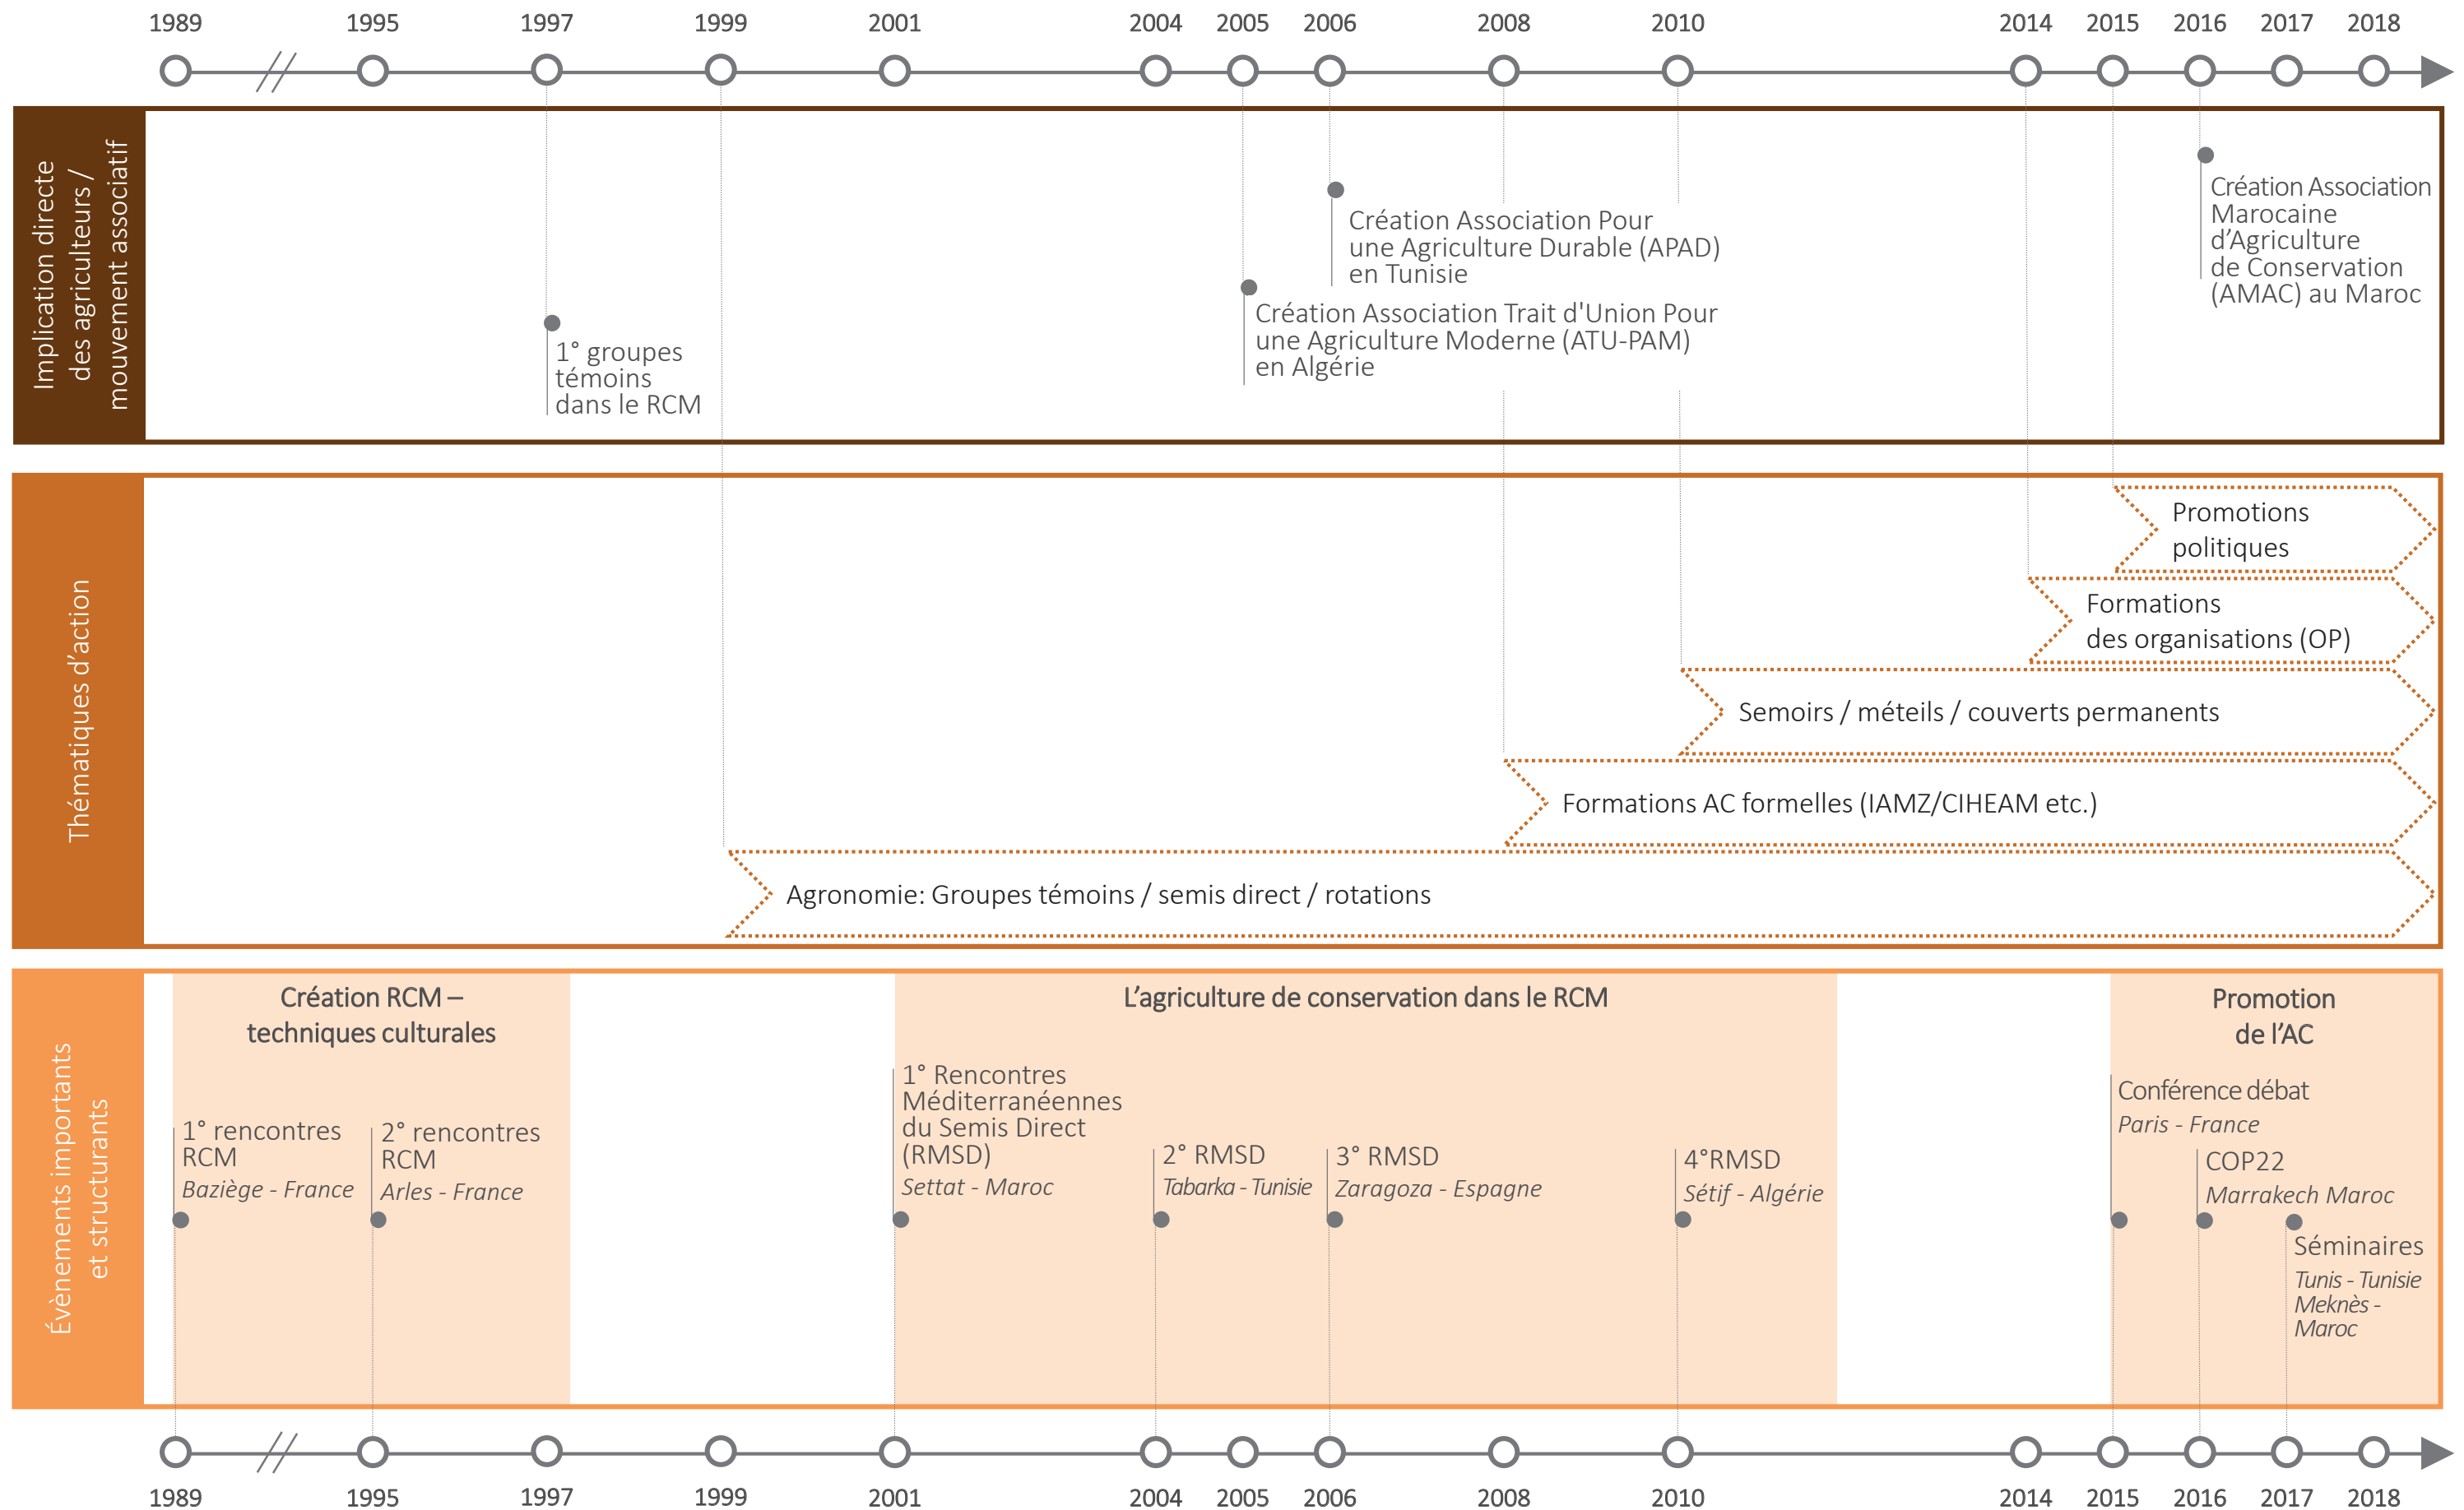 1989 1995 1997 1999 2001 2004 2005 2006 2008 2010 2014 2015 2016 2017 2018
Implication directe
des agriculteurs /
mouvement associatif
1° groupes
témoins
dans le RCM
Création Association Pour
une Agriculture Durable (APAD)
en Tunisie
Création Association Trait d'Union Pour
une Agriculture Moderne (ATU-PAM)
en Algérie
Création Association
Marocaine
d’Agriculture
de Conservation
(AMAC) au Maroc
Thématiques d’action
Promotions
politiques
Formations
des organisations (OP)
Semoirs / méteils / couverts permanents
Formations AC formelles (IAMZ/CIHEAM etc.)
Agronomie: Groupes témoins / semis direct / rotations
Évènements importants
et structurants
Création RCM –
techniques culturales
1° rencontres
RCM
Baziège - France
2° rencontres
RCM
Arles - France
L’agriculture de conservation dans le RCM
1° Rencontres
Méditerranéennes
du Semis Direct
(RMSD)
Settat - Maroc
2° RMSD
Tabarka - Tunisie
3° RMSD
Zaragoza - Espagne
4°RMSD
Sétif - Algérie
Promotion
de l’AC
Conférence débat
Paris - France
COP22
Marrakech Maroc
Séminaires
Tunis - Tunisie
Meknès -
Maroc
1989 1995 1997 1999 2001 2004 2005 2006 2008 2010 2014 2015 2016 2017 2018